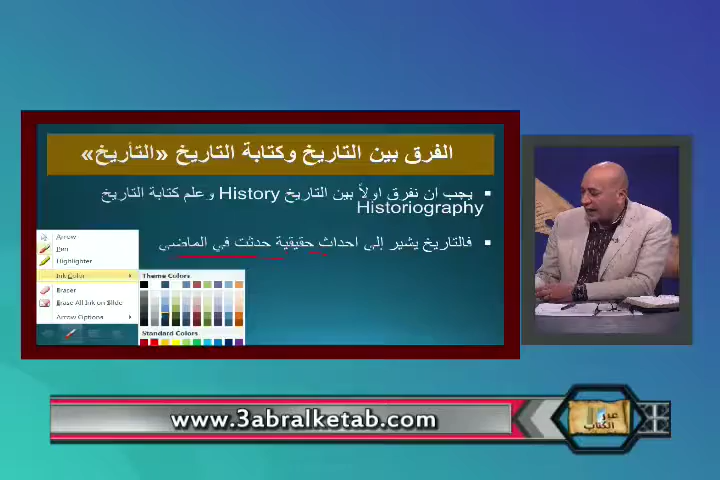 الفرق بين التاريخ وكتابة التاريخ «التأريخ»
يجب ان نفرق اولاً بين التاريخ History وعلم كتابة التاريخ
Historiography
فالتاريخ يشير إلى احداث حقيقية حدثت في الماضي
Arrow
Pen
Highlighter
Ink Color
Eraser
Erase All Ink on Slide
Arrow Options
Theme Colors
Standard Colors
www.3abralketab.com
عبر
الكتاب